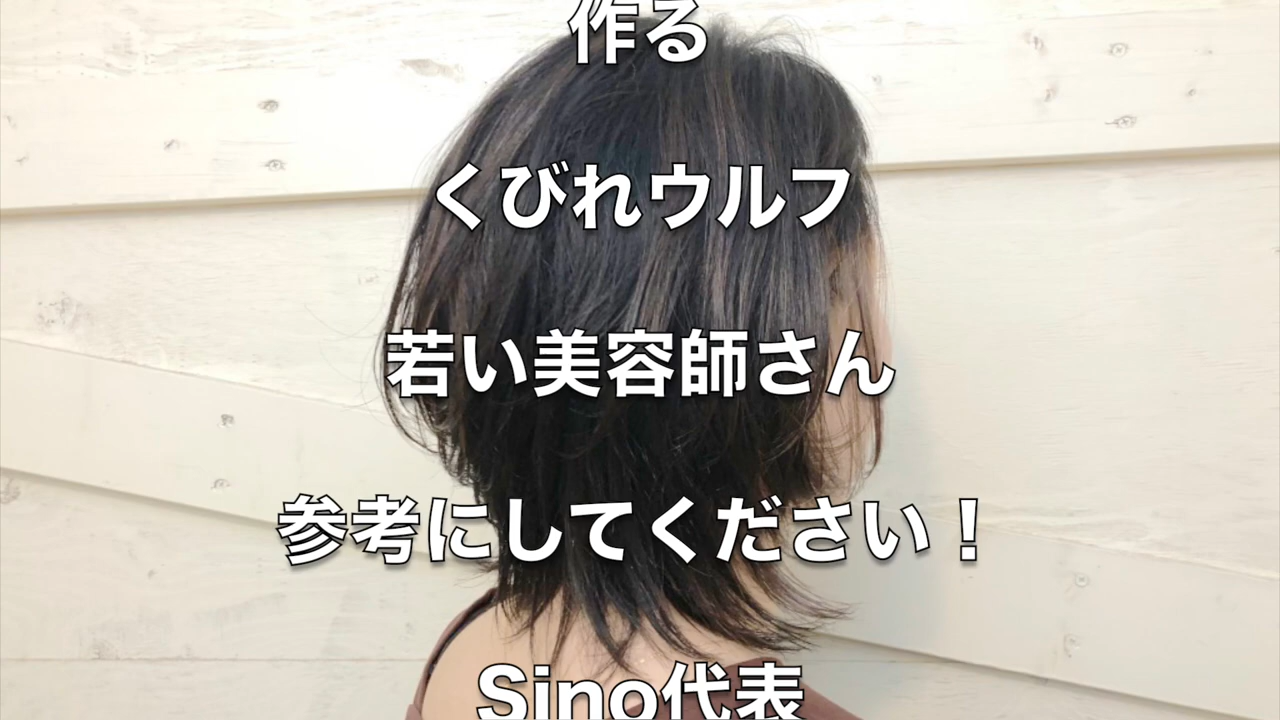 作る
くびれウルフ
若い美容師さん
参考にしてください！
Sino代表